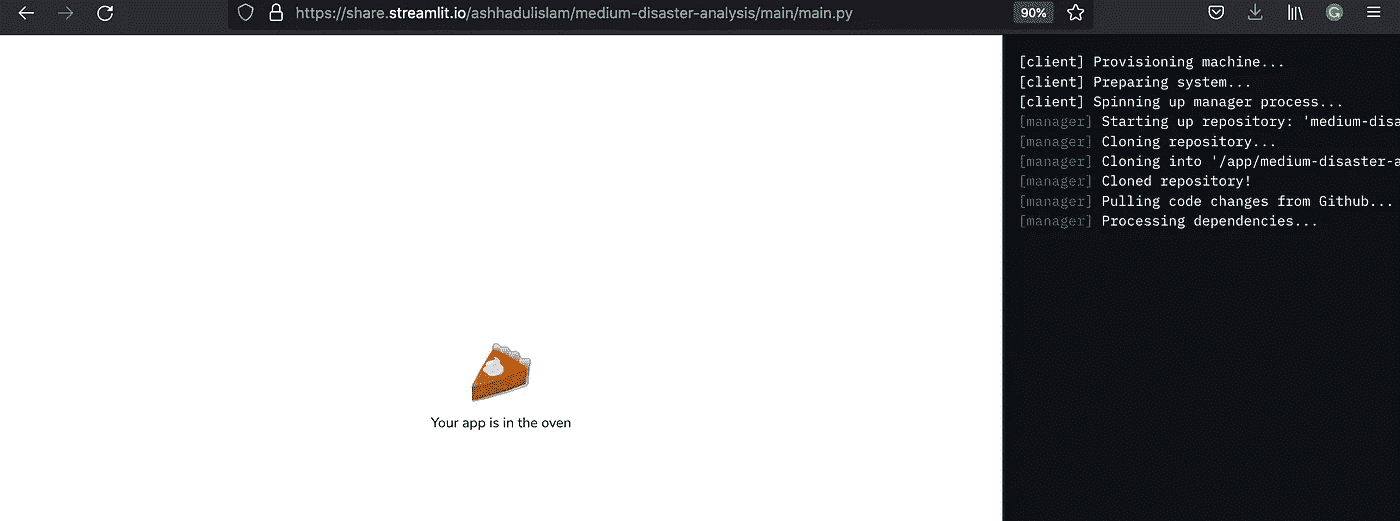 https://share.streamlit.io/ashhadulislam/medium-disaster-analysis/main/main.py
90%
G
[client] Provisioning machine...
[client] Preparing system...
[client] Spinning up manager process...
[manager] Starting up repository: 'medium-disa
[manager] Cloning repository...
[manager] Cloning into '/app/medium-disaster-a
[manager] Cloned repository!
[manager] Pulling code changes from Github...
[manager] Processing dependencies...
Your app is in the oven